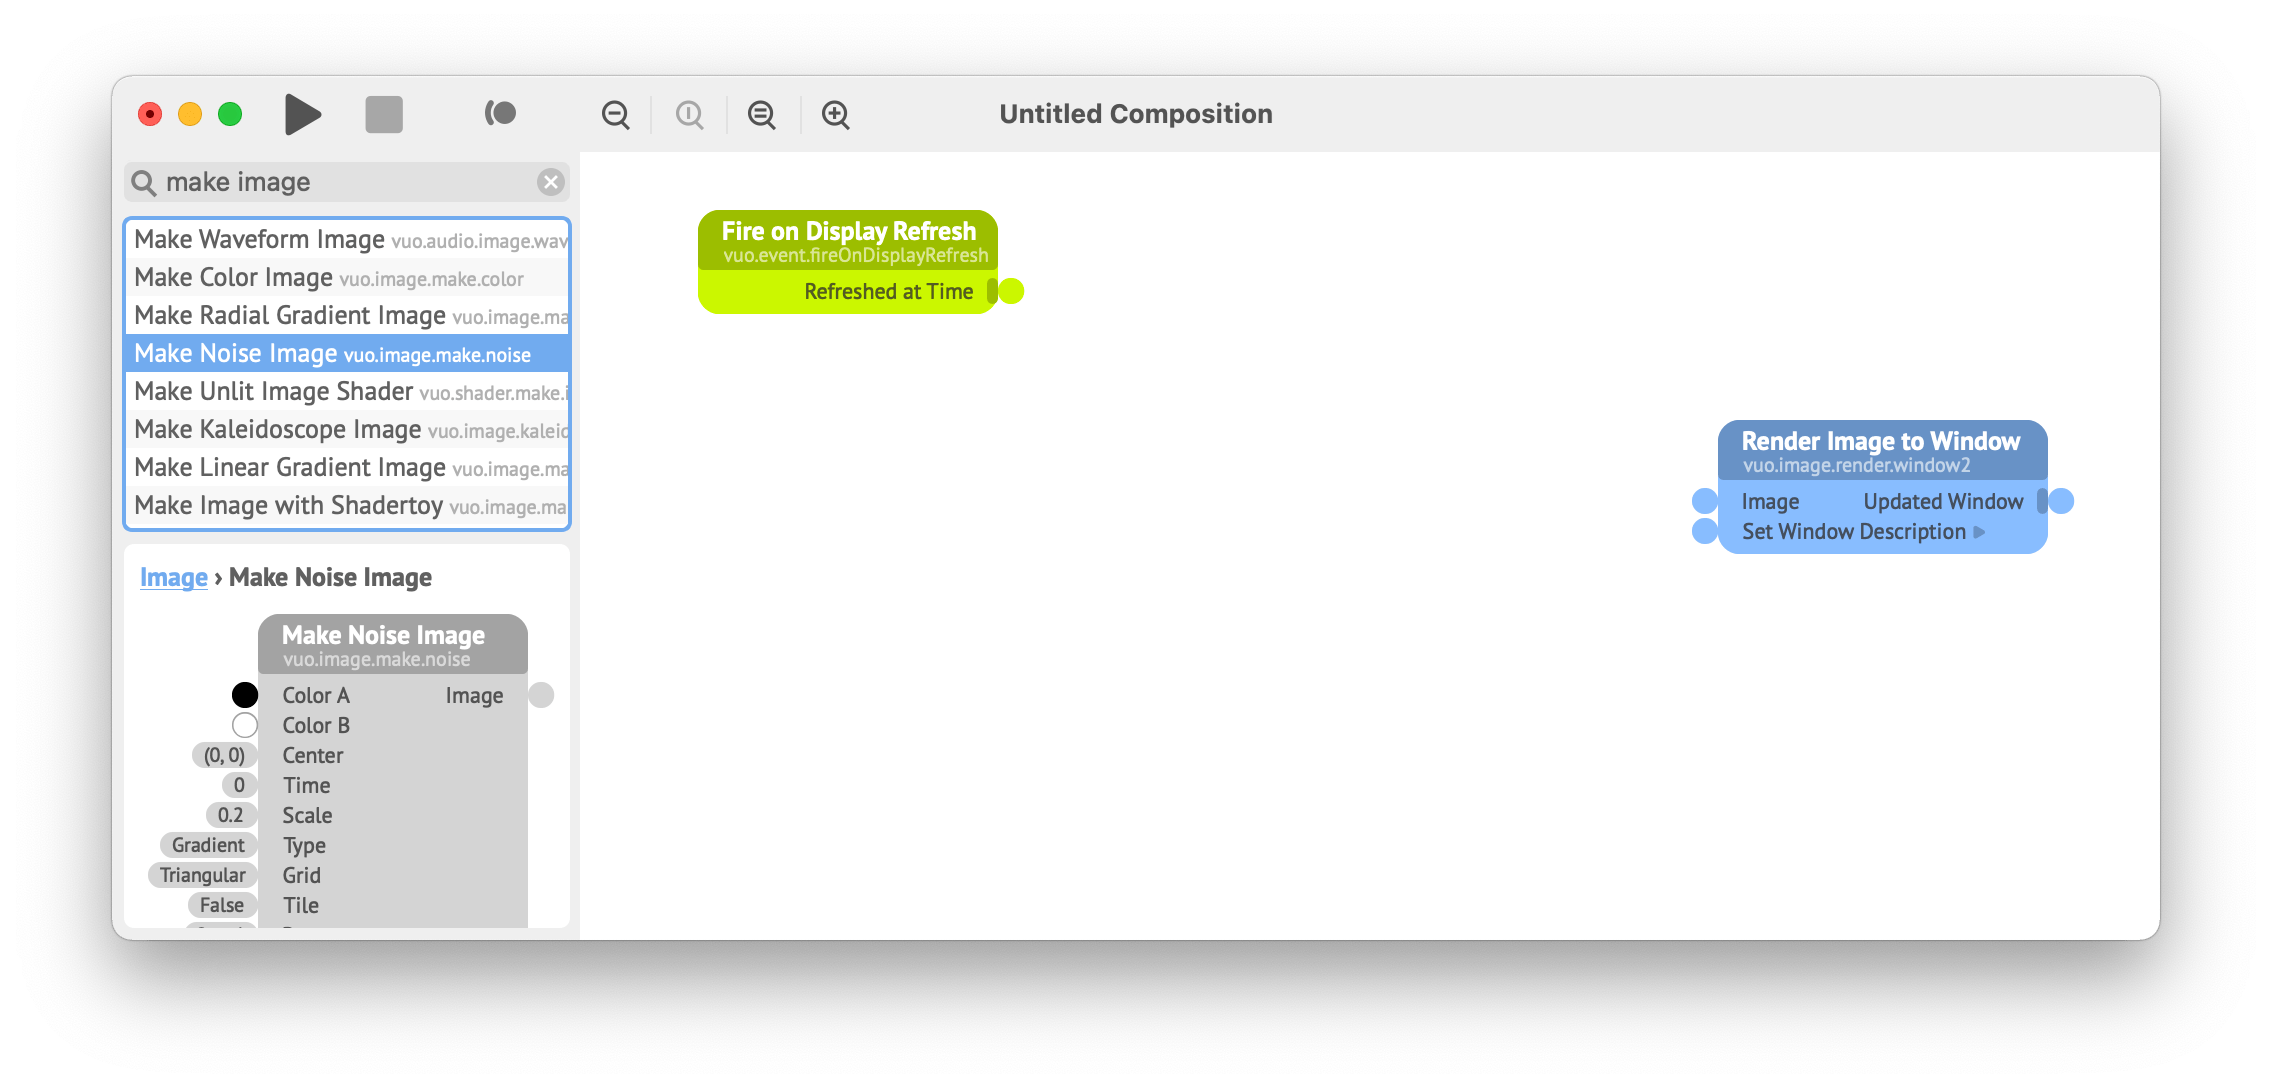 Untitled Composition
make image
Make Waveform Image vuo.audio.image.wav
Make Color Image vuo.image.make.color
Make Radial Gradient Image vuo.image.ma
Make Noise Image vuo.image.make.noise
Make Unlit Image Shader vuo.shader.make.i
Make Kaleidoscope Image vuo.image.kaleid
Make Linear Gradient Image vuo.image.ma
Make Image with Shadertoy vuo.image.ma
Image › Make Noise Image
Make Noise Image
vuo.image.make.noise
Color A Image
Color B
(0, 0) Center
0 Time
0.2 Scale
Gradient Type
Triangular Grid
False Tile
Fire on Display Refresh
vuo.event.fireOnDisplayRefresh
Refreshed at Time
Render Image to Window
vuo.image.render.window2
Image Updated Window
Set Window Description